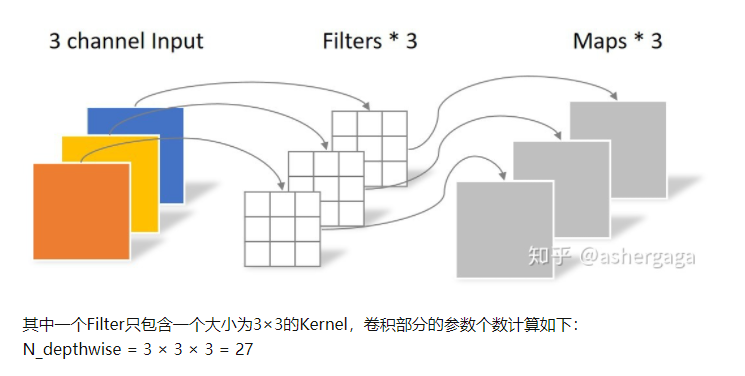 3 channel Input Filters * 3 Maps * 3
知乎 @ashergaga
其中一个Filter只包含一个大小为3×3的Kernel，卷积部分的参数个数计算如下：
N_depthwise = 3 × 3 × 3 = 27